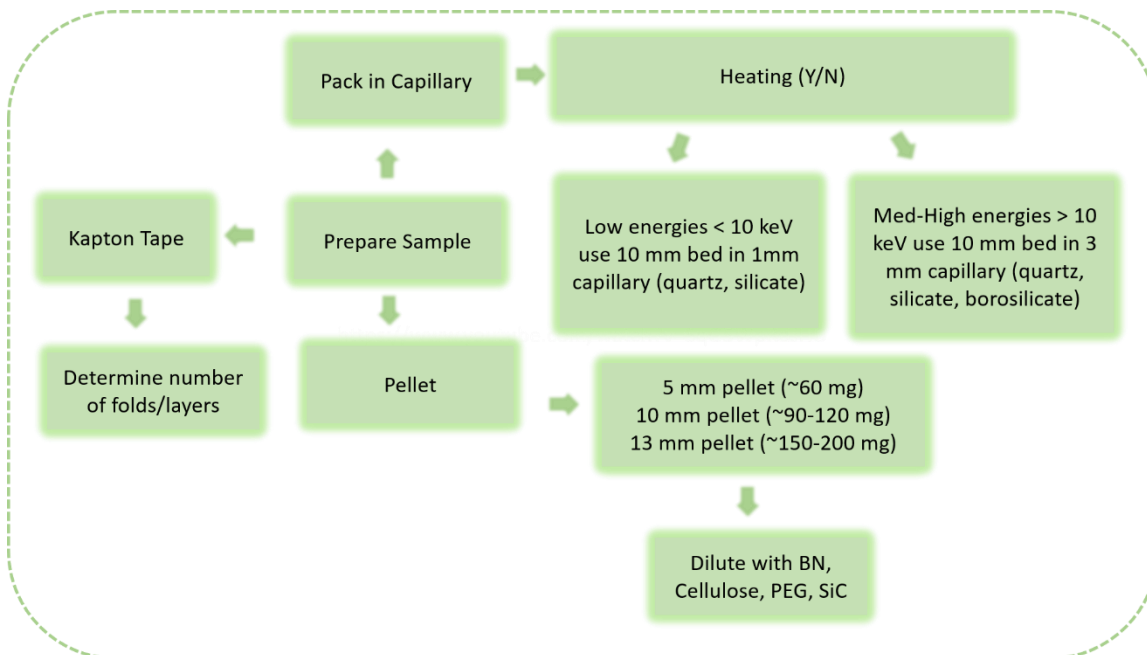 Pack in Capillary
Heating (Y/N)
Kapton Tape
Prepare Sample
Low energies < 10 keV
use 10 mm bed in 1mm
capillary (quartz, silicate)
Med-High energies > 10
keV use 10 mm bed in 3
mm capillary (quartz,
silicate, borosilicate)
Determine number
of folds/layers
Pellet
5 mm pellet (~60 mg)
10 mm pellet (~90-120 mg)
13 mm pellet (~150-200 mg)
Dilute with BN,
Cellulose, PEG, SiC